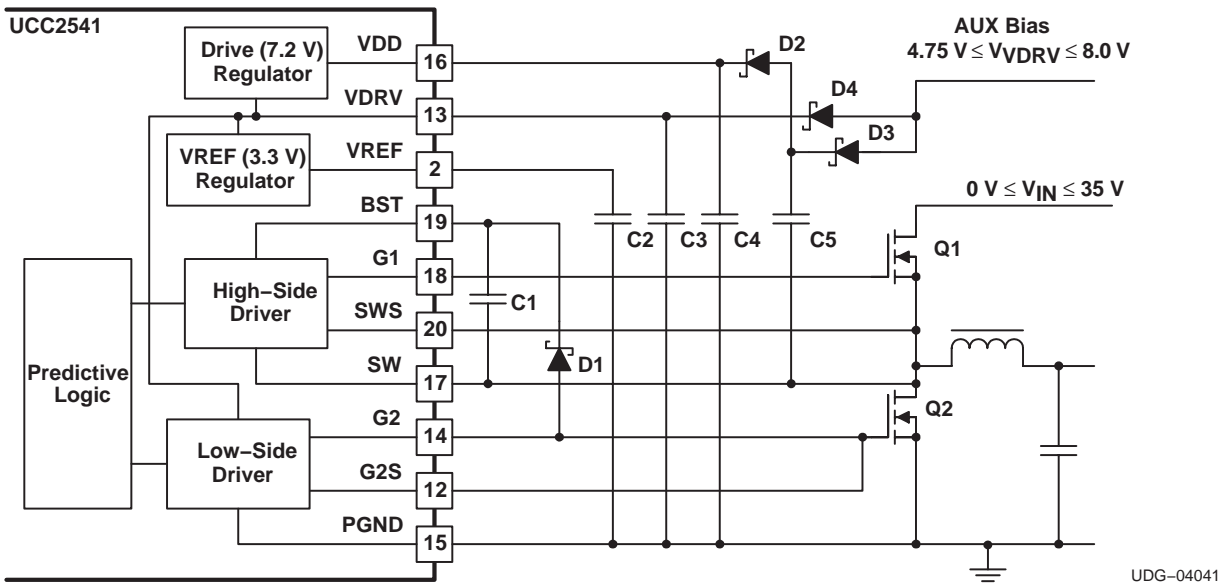 UCC2541
Drive (7.2 V)
Regulator
VDD
16
D2
AUX Bias
4.75 V ≤ VVDRV ≤ 8.0 V
VDRV
13
D4
D3
VREF (3.3 V)
Regulator
VREF
2
0 V ≤ VIN ≤ 35 V
BST
19
C2
C3
C4
C5
Q1
G1
18
High–Side
Driver
C1
SWS
20
Predictive
Logic
SW
17
D1
Q2
G2
14
Low–Side
Driver
G2S
12
PGND
15
UDG–04041